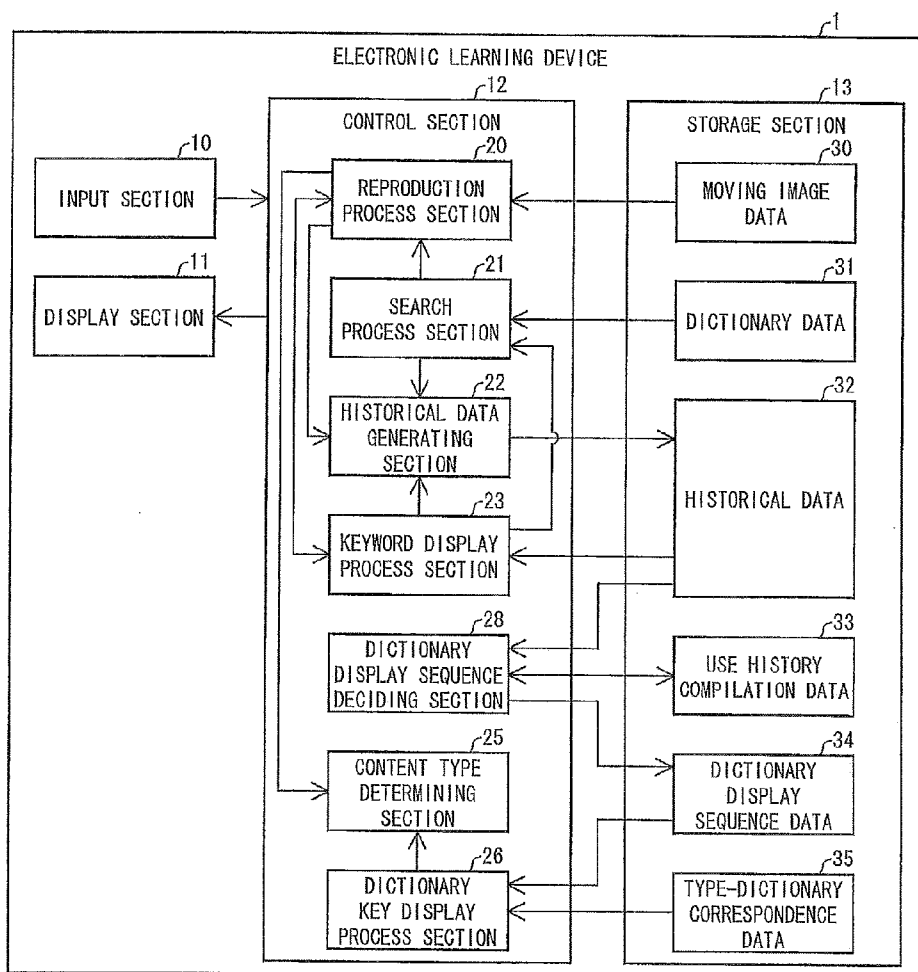 1
ELECTRONIC LEARNING DEVICE
12
CONTROL SECTION
13
STORAGE SECTION
10
INPUT SECTION
11
DISPLAY SECTION
20
REPRODUCTION
PROCESS SECTION
21
SEARCH
PROCESS SECTION
22
HISTORICAL DATA
GENERATING
SECTION
23
KEYWORD DISPLAY
PROCESS SECTION
28
DICTIONARY
DISPLAY SEQUENCE
DECIDING SECTION
25
CONTENT TYPE
DETERMINING
SECTION
26
DICTIONARY
KEY DISPLAY
PROCESS SECTION
30
MOVING IMAGE
DATA
31
DICTIONARY DATA
32
HISTORICAL DATA
33
USE HISTORY
COMPILATION DATA
34
DICTIONARY
DISPLAY
SEQUENCE DATA
35
TYPE-DICTIONARY
CORRESPONDENCE
DATA